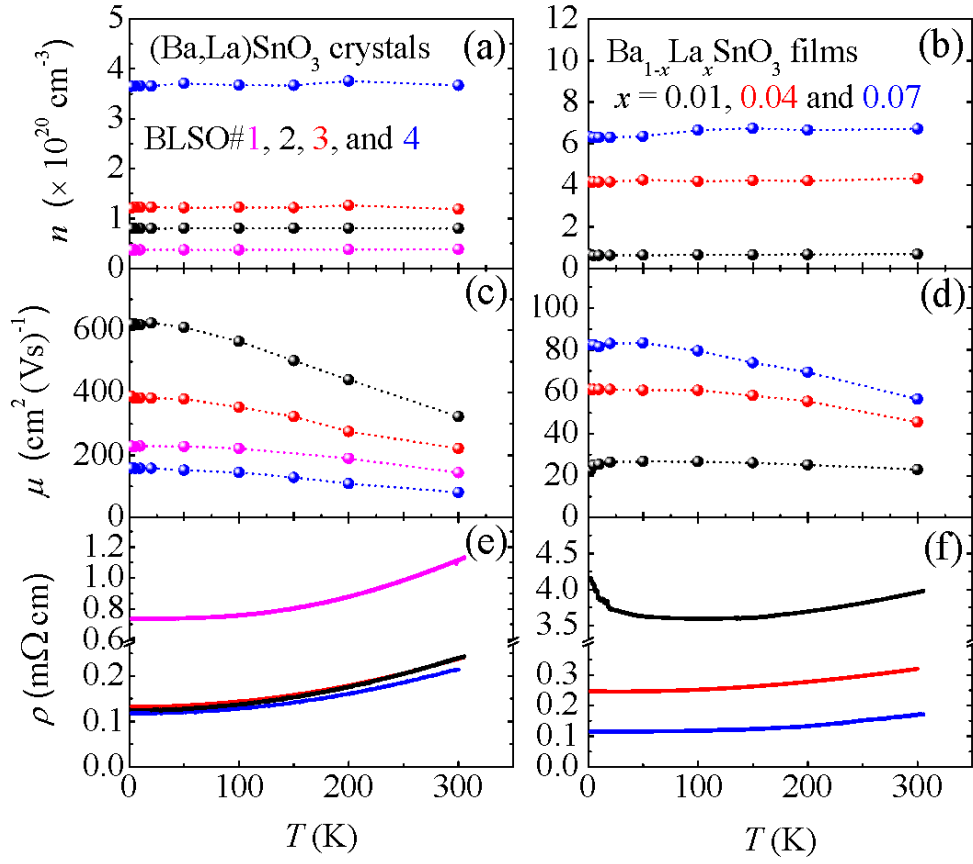 (Ba,La)SnO₃ crystals (a)
BLSO#1, 2, 3, and 4
n (× 10²⁰ cm⁻³)
5
4
3
2
1
0
Ba₁₋ₓLaₓSnO₃ films (b)
x = 0.01, 0.04 and 0.07
12
10
8
6
4
2
0
(c)
μ (cm² (Vs)⁻¹)
600
400
200
0
(d)
100
80
60
40
20
0
(e)
ρ (mΩ cm)
1.2
1.0
0.8
0.6
0.2
0.1
0.0
0 100 200 300
T (K)
(f)
4.5
4.0
3.5
0.3
0.2
0.1
0.0
0 100 200 300
T (K)